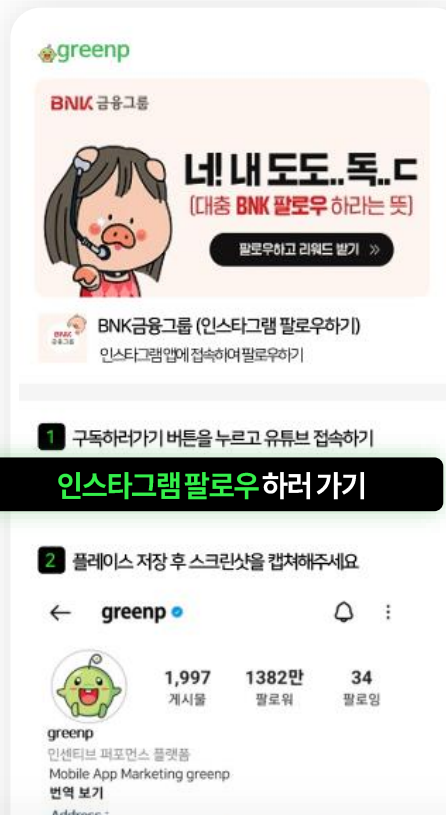 greenp
BNK 금융그룹
네! 내 도도..독..ㄷ
(대충 BNK 팔로우 하라는 뜻)
팔로우하고 리워드 받기 »
BNK 금융그룹
BNK금융그룹 (인스타그램 팔로우하기)
인스타그램 앱에 접속하여 팔로우하기
1 구독하러가기 버튼을 누르고 유튜브 접속하기
인스타그램 팔로우 하러 가기
2 플레이스 저장 후 스크린샷을 캡쳐해주세요
greenp
1,997 1382만 34
게시물 팔로워 팔로잉
greenp
인센티브 퍼포먼스 플랫폼
Mobile App Marketing greenp
번역 보기
Address :